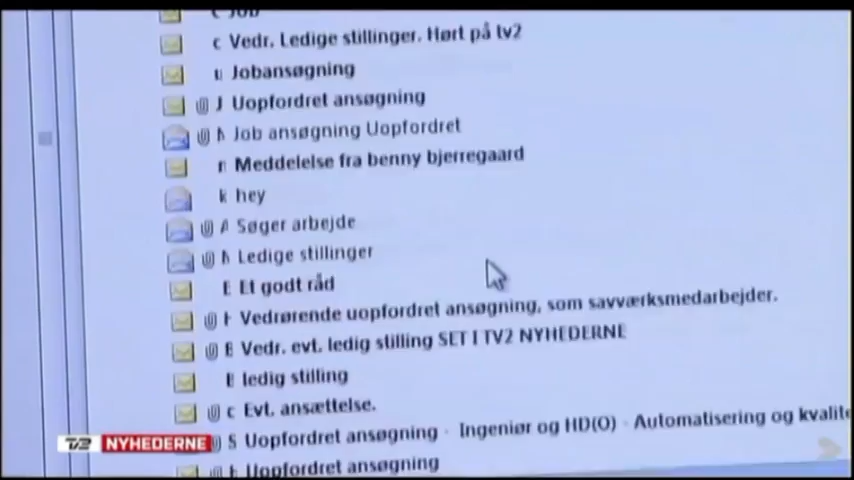 Job
Vedr. Ledige stillinger. Hørt på tv2
Jobansøgning
Uopfordret ansøgning
Job ansøgning Uopfordret
Meddelelse fra benny bjerregaard
k hey
Søger arbejde
Ledige stillinger
Et godt råd
Vedrørende uopfordret ansøgning, som savværksmedarbejder.
Vedr. evt. ledig stilling SET I TV2 NYHEDERNE
ledig stilling
c Evt. ansættelse.
S Uopfordret ansøgning - Ingeniør og HD(O) - Automatisering og
Uopfordret ansøgning
TV2 NYHEDERNE